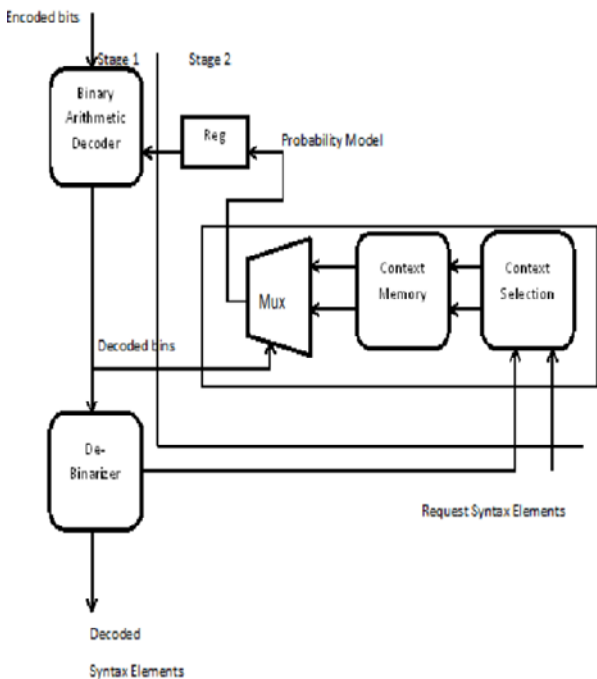 Encoded bits
Stage 1
Stage 2
Binary
Arithmetic
Decoder
Reg
Probability Model
Mux
Context
Memory
Context
Selection
Decoded bins
De-
Binarizer
Request Syntax Elements
Decoded
Syntax Elements